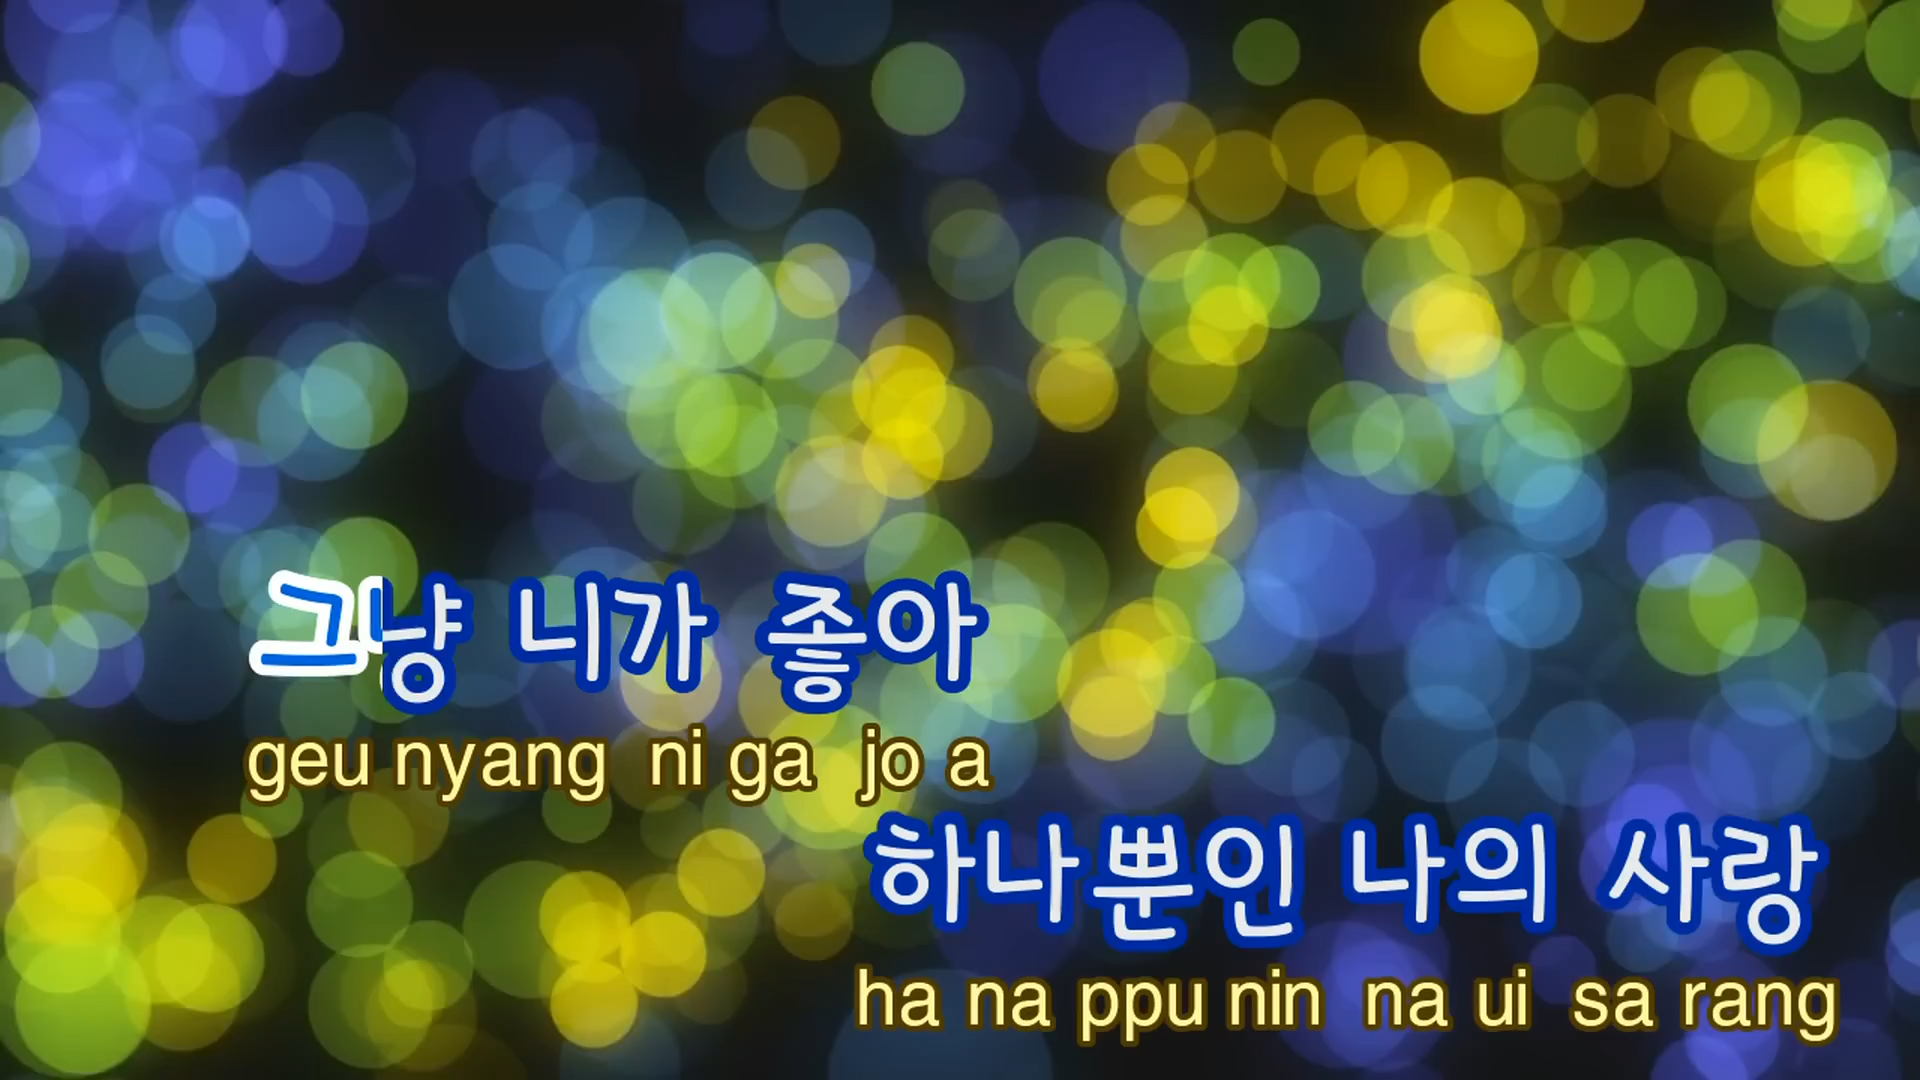 그냥 니가 좋아
geu nyang ni ga jo a
하나뿐인 나의 사랑
ha na ppu nin na ui sa rang